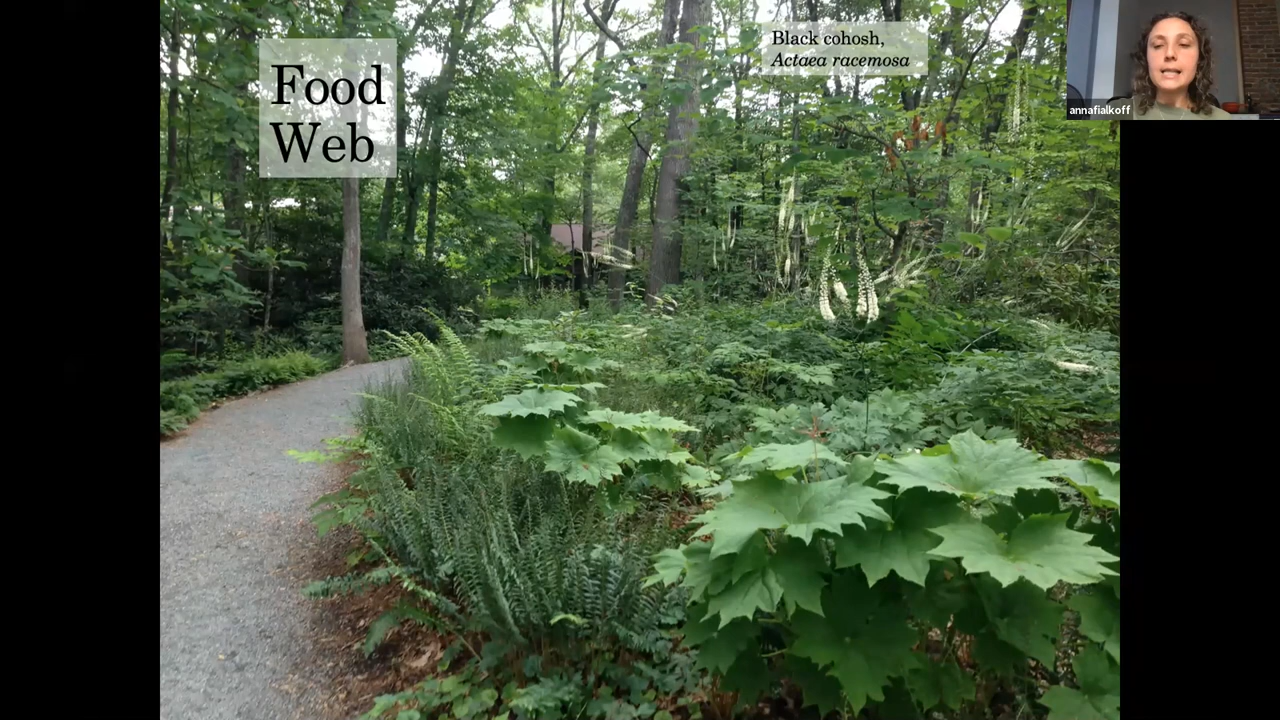 Food
Web
Black cohosh,
Actaea racemosa
annafialkoff